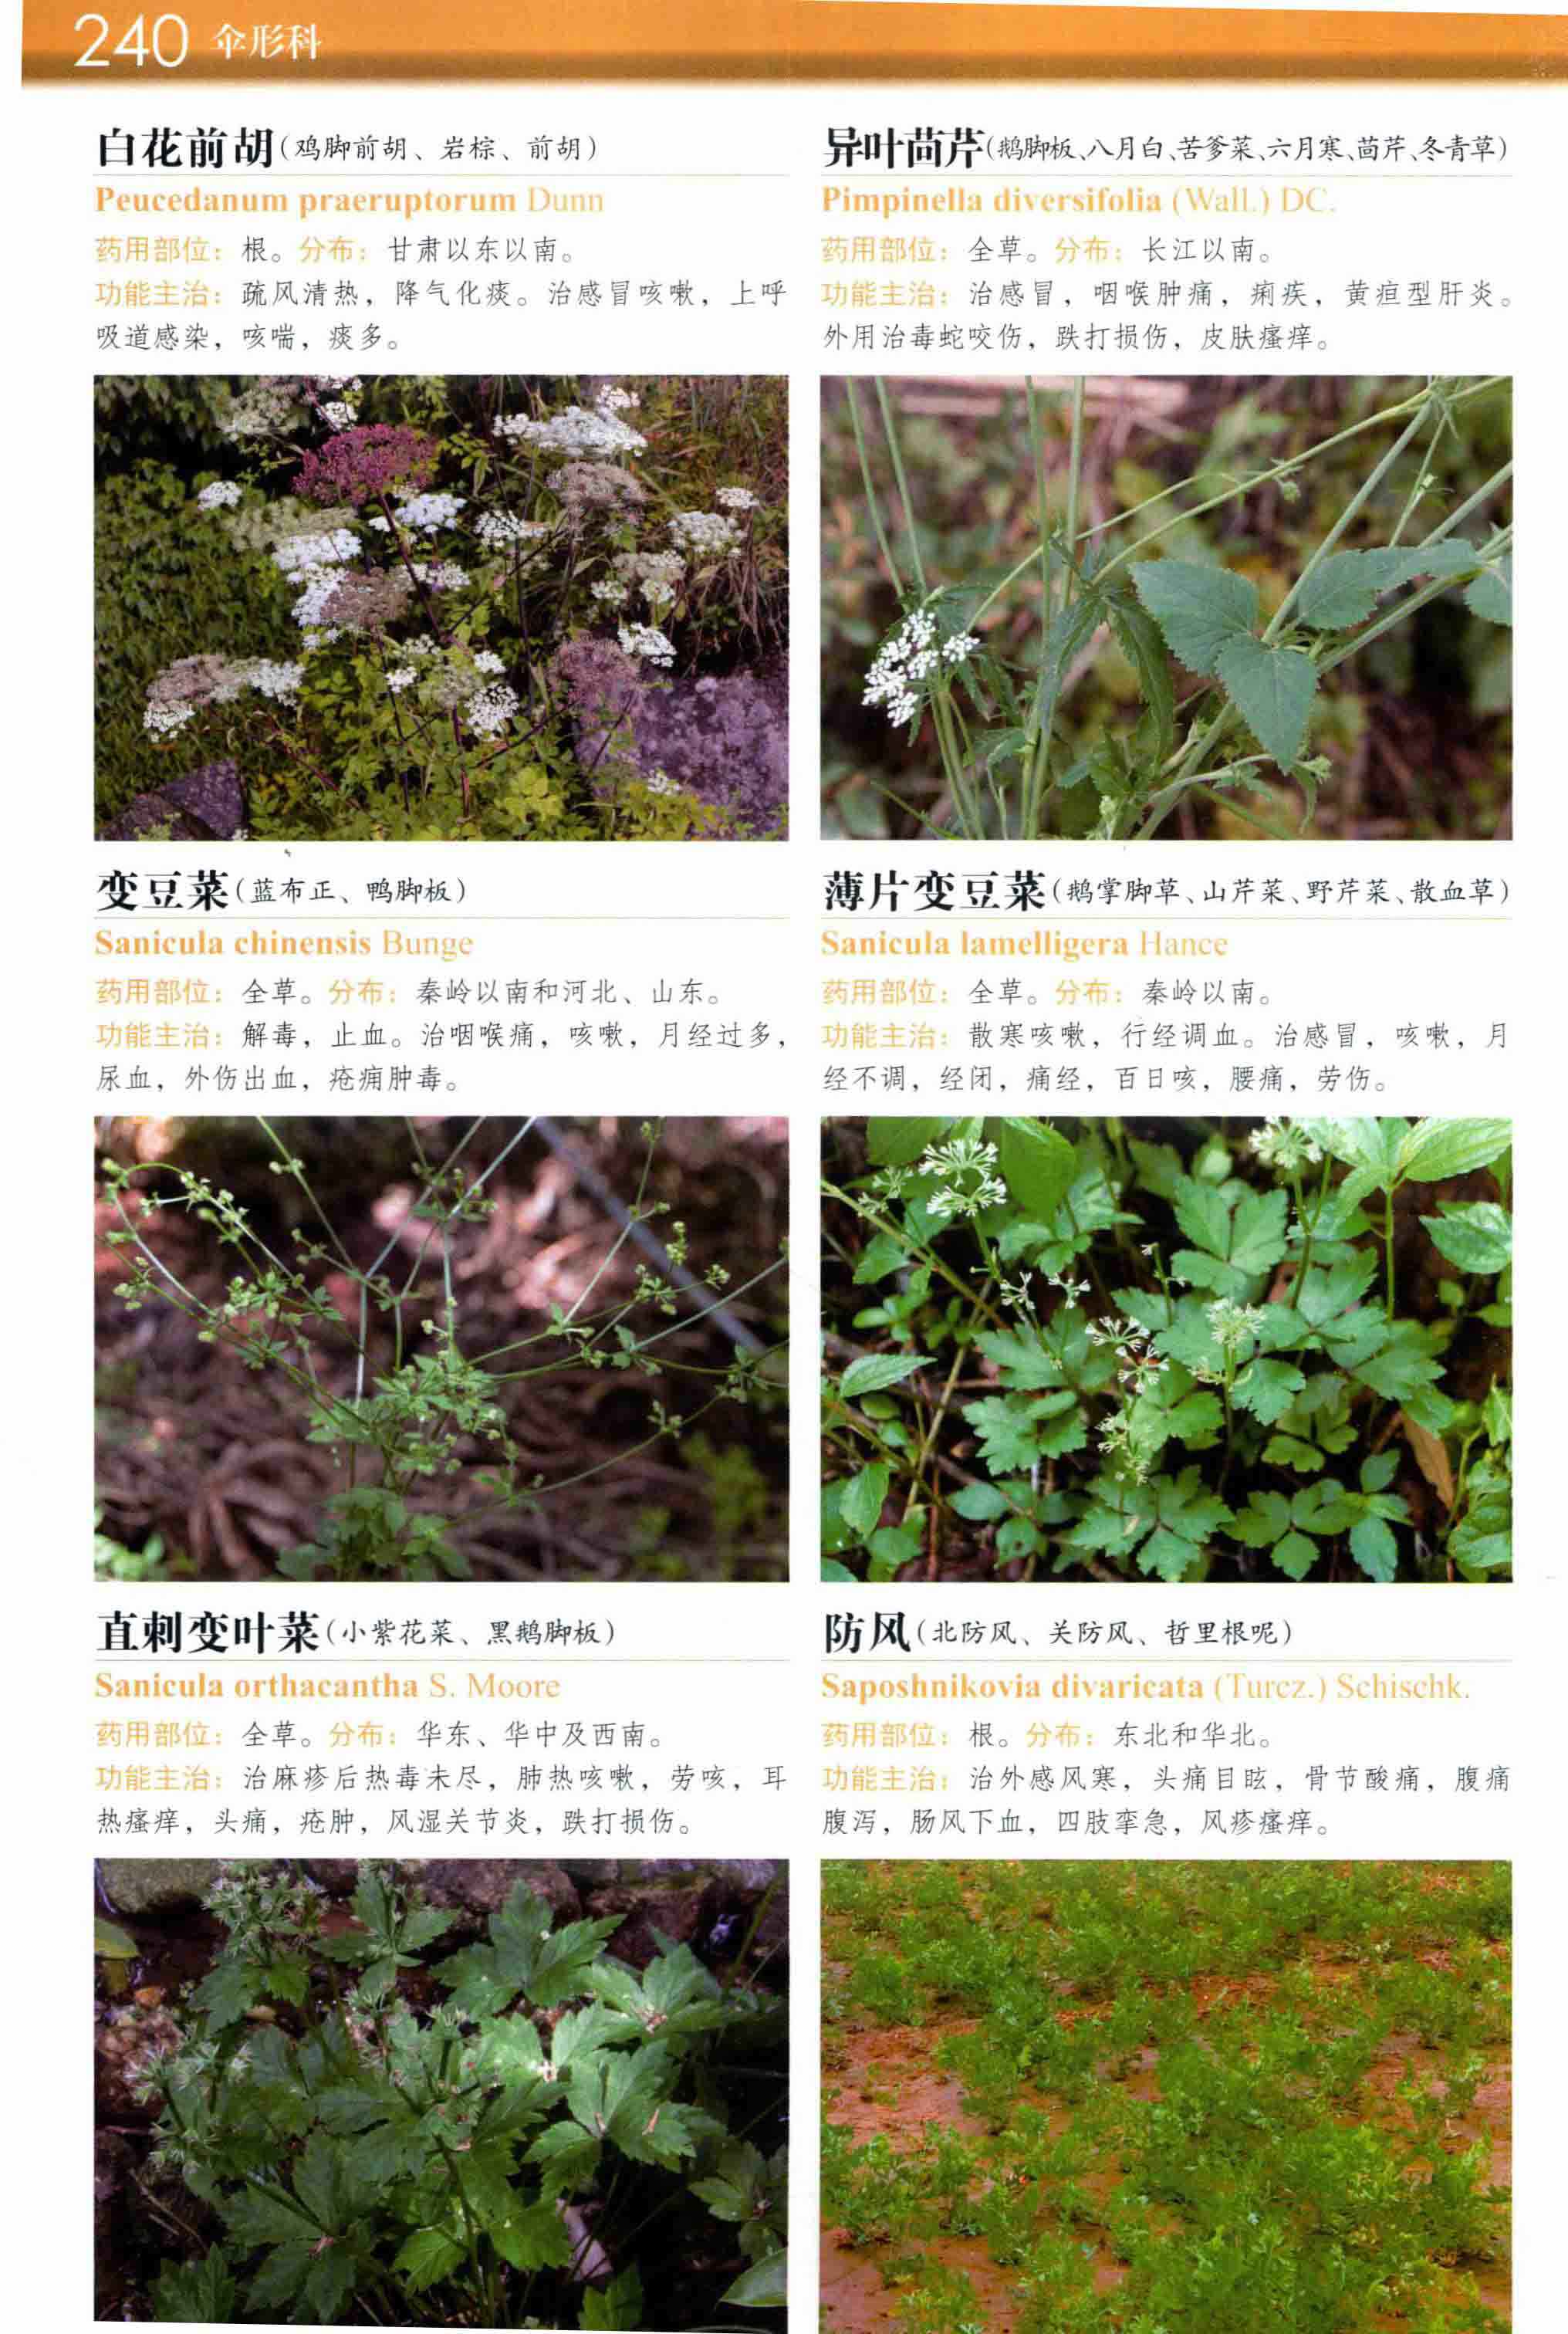 240 伞形科
白花前胡(鸡脚前胡、岩棕、前胡)
Peucedanum praeruptorum Dunn
药用部位：根。分布：甘肃以东以南。
功能主治：疏风清热，降气化痰。治感冒咳嗽，上呼
吸道感染，咳喘，痰多。
异叶茴芹(鹅脚板、八月白、苦爹菜、六月寒、茴芹、冬青草)
Pimpinella diversifolia (Wall.) DC.
药用部位：全草。分布：长江以南。
功能主治：治感冒，咽喉肿痛，痢疾，黄疸型肝炎。
外用治毒蛇咬伤，跌打损伤，皮肤瘙痒。
变豆菜(蓝布正、鸭脚板)
Sanicula chinensis Bunge
药用部位：全草。分布：秦岭以南和河北、山东。
功能主治：解毒，止血。治咽喉痛，咳嗽，月经过多，
尿血，外伤出血，疮痈肿毒。
薄片变豆菜(鹅掌脚草、山芹菜、野芹菜、散血草)
Sanicula lamelligera Hance
药用部位：全草。分布：秦岭以南。
功能主治：散寒咳嗽，行经调血。治感冒，咳嗽，月
经不调，经闭，痛经，百日咳，腰痛，劳伤。
直刺变叶菜(小紫花菜、黑鹅脚板)
Sanicula orthacantha S. Moore
药用部位：全草。分布：华东、华中及西南。
功能主治：治麻疹后热毒未尽，肺热咳嗽，劳咳，耳
热瘙痒，头痛，疮肿，风湿关节炎，跌打损伤。
防风(北防风、关防风、哲里根呢)
Saposhnikovia divaricata (Turcz.) Schischk.
药用部位：根。分布：东北和华北。
功能主治：治外感风寒，头痛目眩，骨节酸痛，腹痛
腹泻，肠风下血，四肢挛急，风疹瘙痒。